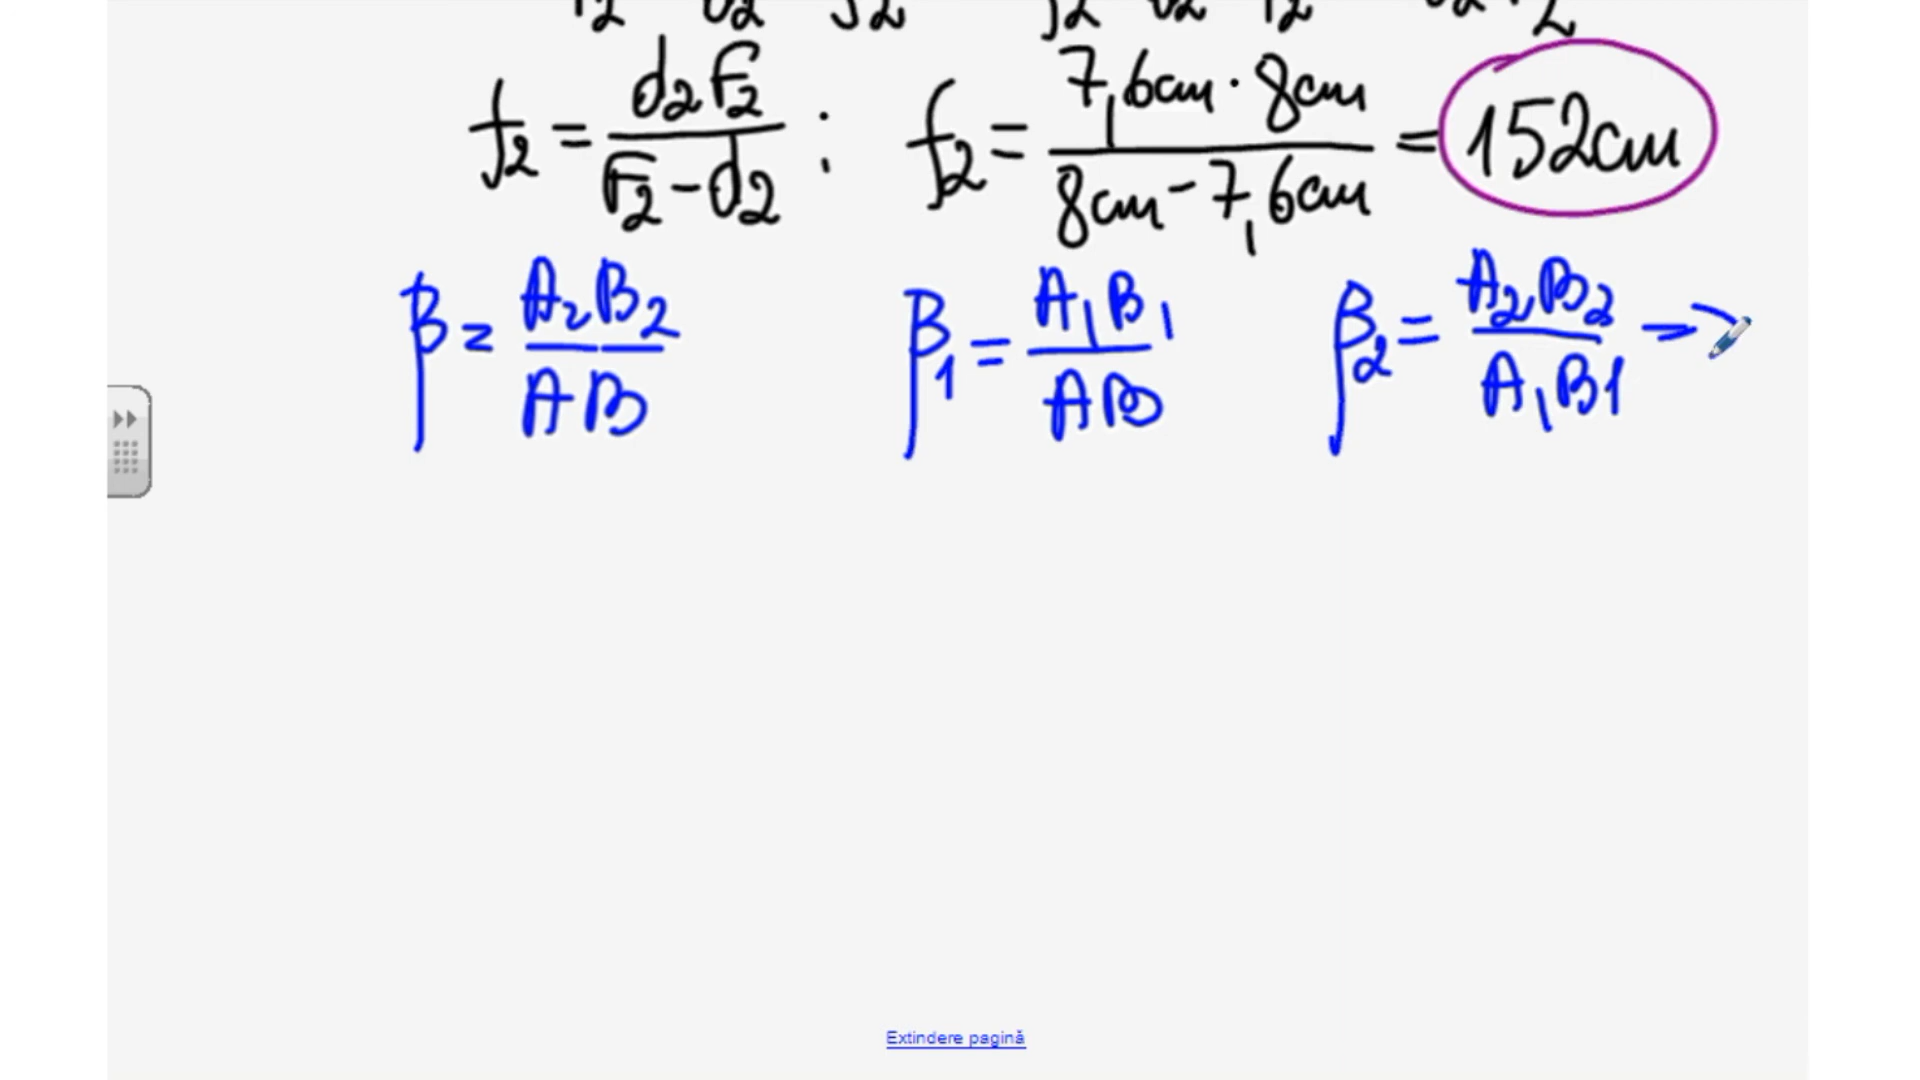 f₂ = d₂F₂ / (F₂ - d₂) ; f₂ = 7,6cm · 8cm / (8cm - 7,6cm) = 152cm
β = A₂B₂ / AB β₁ = A₁B₁ / AB β₂ = A₂B₂ / A₁B1
Extindere pagină